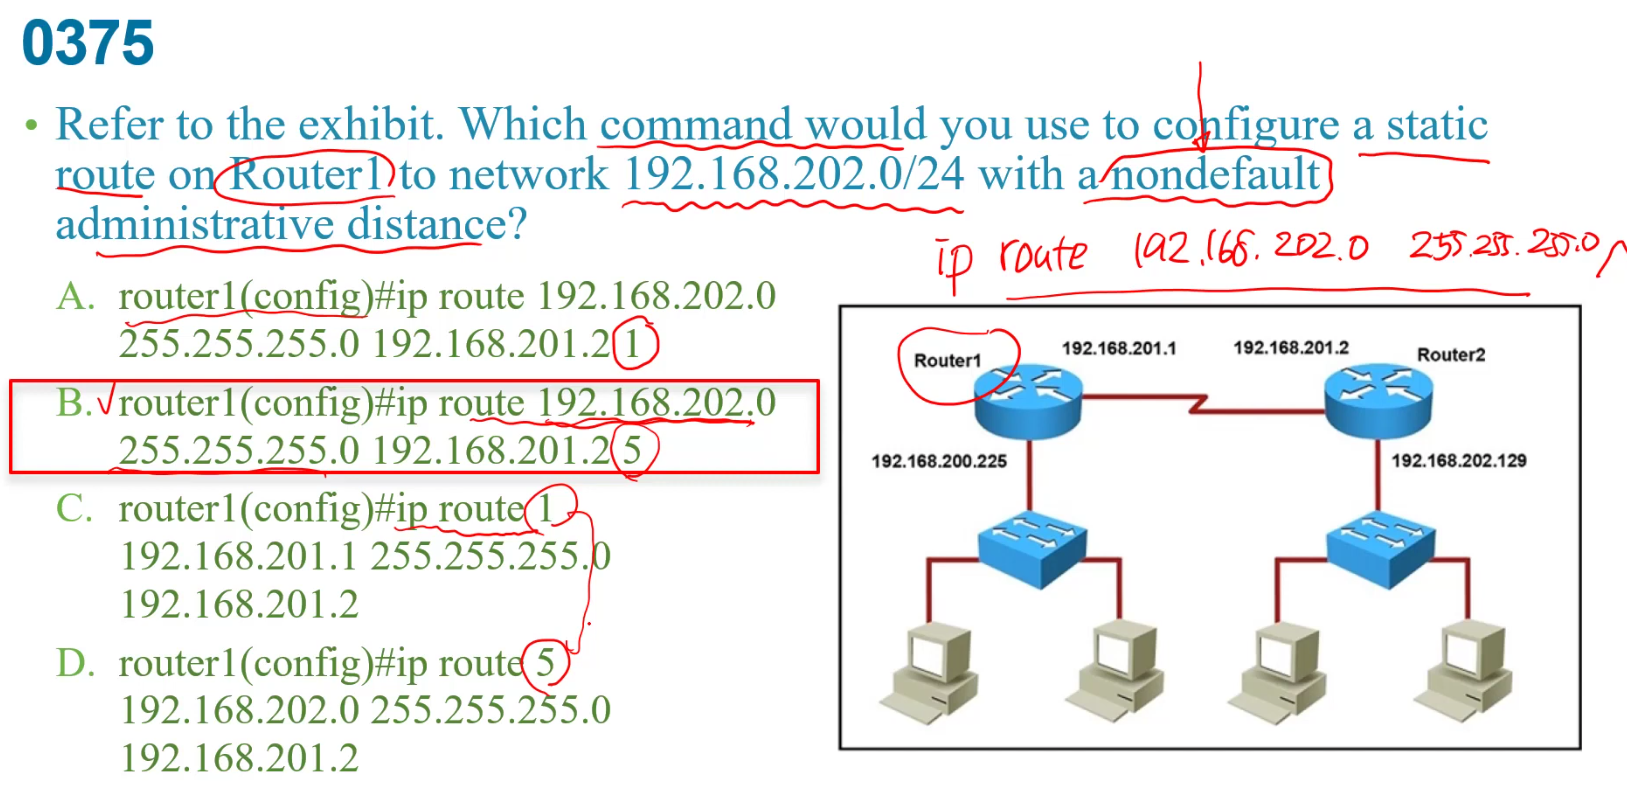 0375
• Refer to the exhibit. Which command would you use to configure a static
route on Router1 to network 192.168.202.0/24 with a nondefault
administrative distance?
ip route 192.168.202.0 255.255.255.0
A. router1(config)#ip route 192.168.202.0
255.255.255.0 192.168.201.2 1
B. router1(config)#ip route 192.168.202.0
255.255.255.0 192.168.201.2 5
C. router1(config)#ip route 1
192.168.201.1 255.255.255.0
192.168.201.2
D. router1(config)#ip route 5
192.168.202.0 255.255.255.0
192.168.201.2
Router1
192.168.201.1
192.168.201.2
Router2
192.168.200.225
192.168.202.129